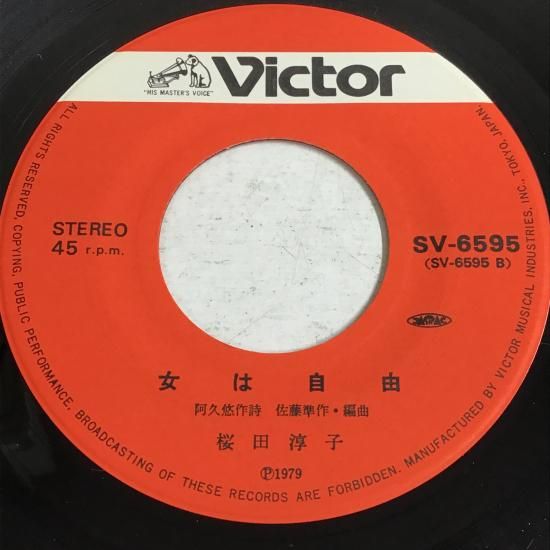 Victor
"HIS MASTER'S VOICE"
STEREO
45 r.p.m.
SV-6595
(SV-6595 B)
JASRAC
女は自由
阿久悠作詩 佐藤準作・編曲
桜田淳子
Ⓟ1979
ALL RIGHTS RESERVED. COPYING, PUBLIC PERFORMANCE, BROADCASTING OF THESE RECORDS ARE FORBIDDEN. MANUFACTURED BY VICTOR MUSICAL INDUSTRIES, INC., TOKYO, JAPAN.